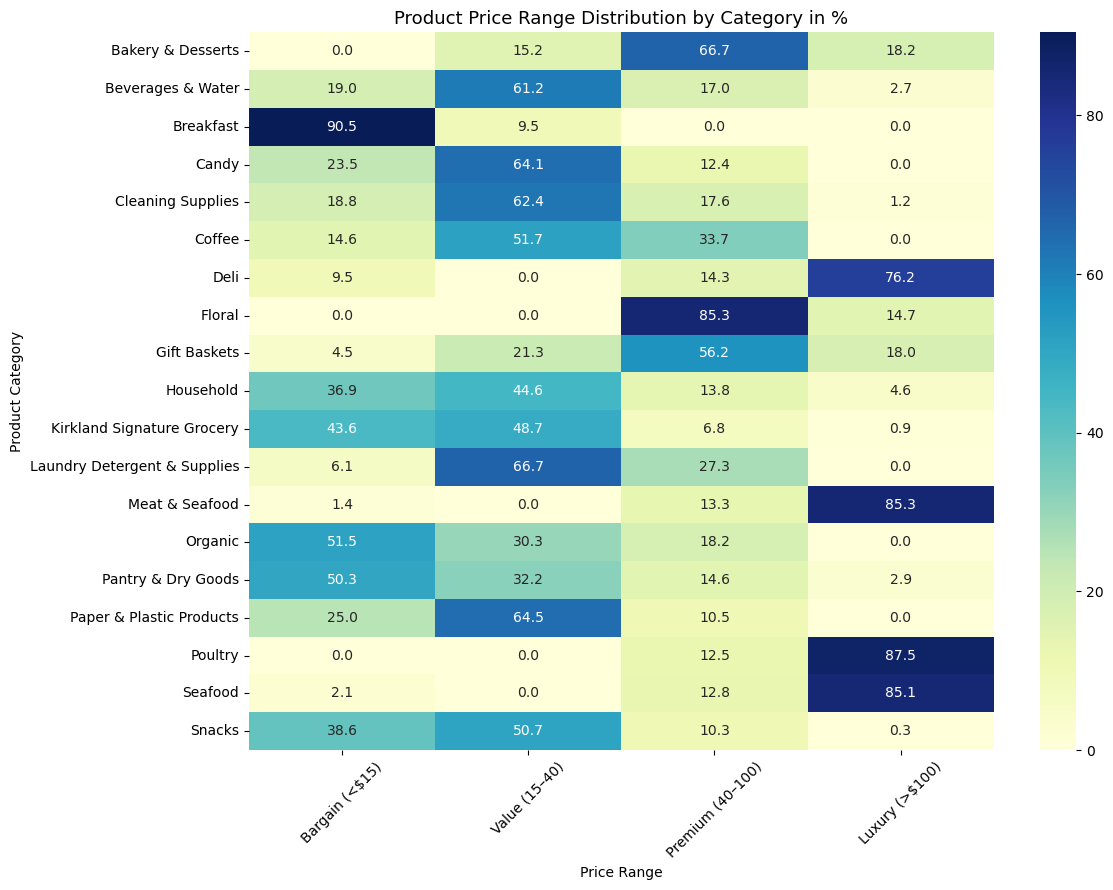 Product Price Range Distribution by Category in %
Product Category
Bakery & Desserts 0.0 15.2 66.7 18.2
Beverages & Water 19.0 61.2 17.0 2.7
Breakfast 90.5 9.5 0.0 0.0
Candy 23.5 64.1 12.4 0.0
Cleaning Supplies 18.8 62.4 17.6 1.2
Coffee 14.6 51.7 33.7 0.0
Deli 9.5 0.0 14.3 76.2
Floral 0.0 0.0 85.3 14.7
Gift Baskets 4.5 21.3 56.2 18.0
Household 36.9 44.6 13.8 4.6
Kirkland Signature Grocery 43.6 48.7 6.8 0.9
Laundry Detergent & Supplies 6.1 66.7 27.3 0.0
Meat & Seafood 1.4 0.0 13.3 85.3
Organic 51.5 30.3 18.2 0.0
Pantry & Dry Goods 50.3 32.2 14.6 2.9
Paper & Plastic Products 25.0 64.5 10.5 0.0
Poultry 0.0 0.0 12.5 87.5
Seafood 2.1 0.0 12.8 85.1
Snacks 38.6 50.7 10.3 0.3
Bargain (<$15) Value (15–40) Premium (40–100) Luxury (>$100)
Price Range
80
60
40
20
0